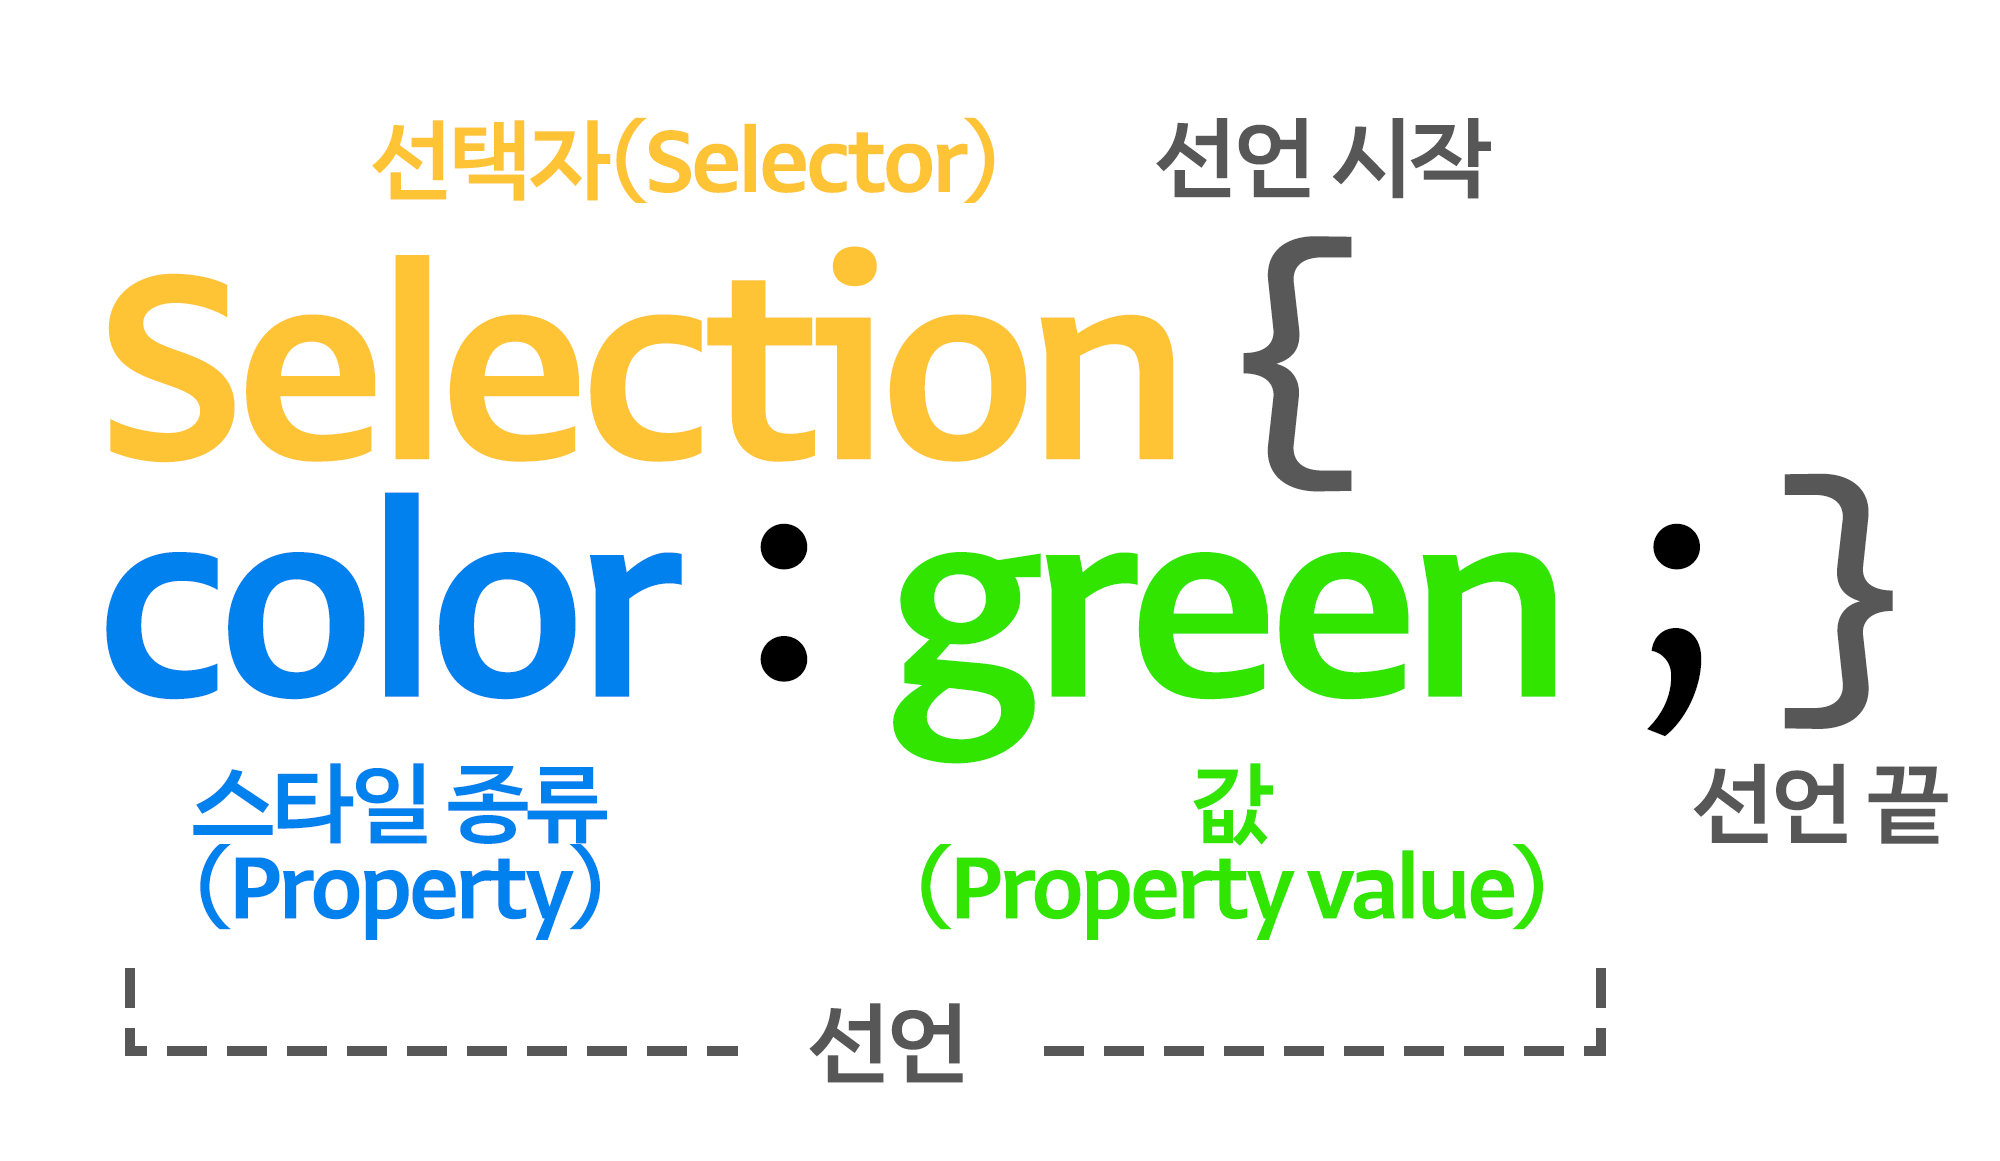 선택자(Selector) 선언 시작
Selection {
color : green ; }
스타일 종류 값 선언 끝
(Property) (Property value)
선언